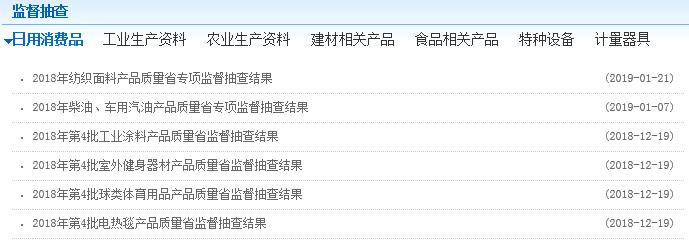 监督抽查
日用消费品 工业生产资料 农业生产资料 建材相关产品 食品相关产品 特种设备 计量器具
2018年纺织面料产品质量省专项监督抽查结果 (2019-01-21)
2018年柴油、车用汽油产品质量省专项监督抽查结果 (2019-01-07)
2018年第4批工业涂料产品质量省监督抽查结果 (2018-12-19)
2018年第4批室外健身器材产品质量省监督抽查结果 (2018-12-19)
2018年第4批球类体育用品产品质量省监督抽查结果 (2018-12-19)
2018年第4批电热毯产品质量省监督抽查结果 (2018-12-19)